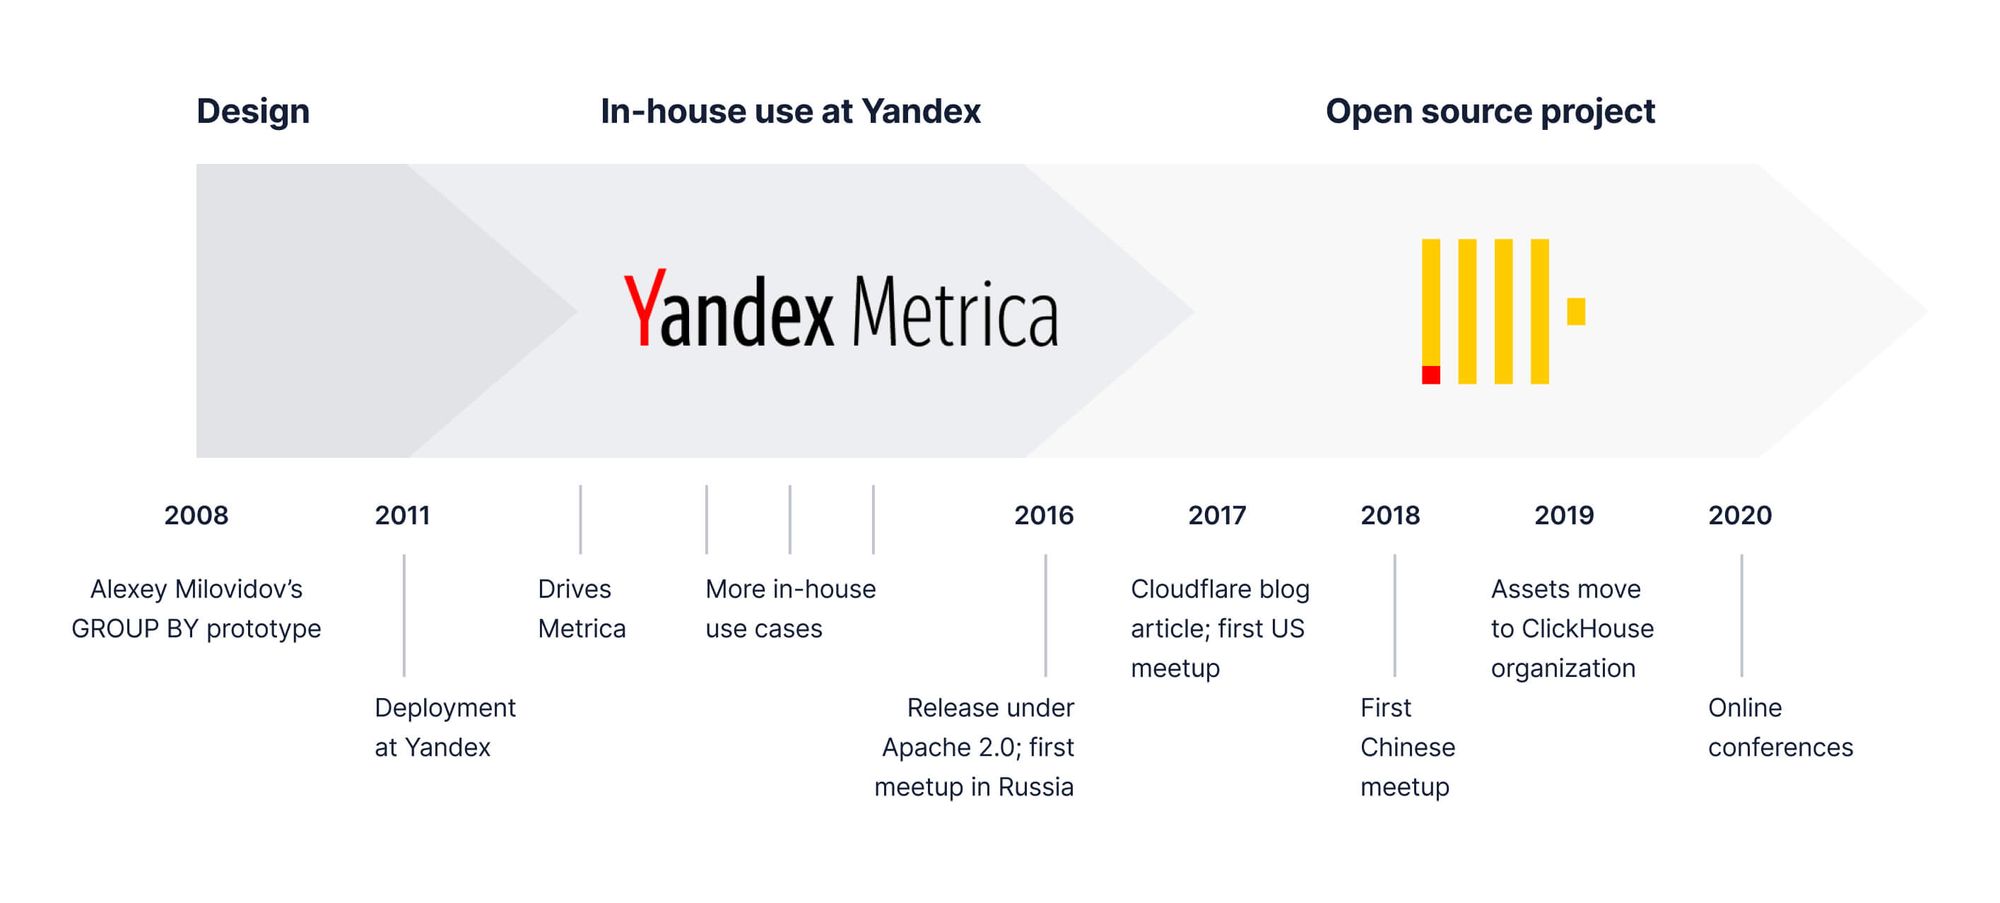 Design
In-house use at Yandex
Open source project
Yandex Metrica
2008
Alexey Milovidov’s
GROUP BY prototype
2011
Deployment
at Yandex
Drives
Metrica
More in-house
use cases
2016
Release under
Apache 2.0; first
meetup in Russia
2017
Cloudflare blog
article; first US
meetup
2018
First
Chinese
meetup
2019
Assets move
to ClickHouse
organization
2020
Online
conferences